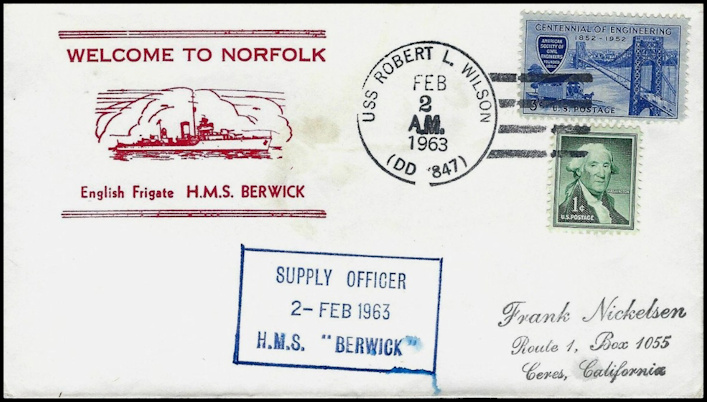 WELCOME TO NORFOLK
English Frigate H.M.S. BERWICK
USS ROBERT L. WILSON
FEB
2
A.M.
1963
(DD 847)
CENTENNIAL OF ENGINEERING
1852-1952
AMERICAN
SOCIETY OF
CIVIL
ENGINEERS
FOUNDED
1852
3¢ U.S. POSTAGE
1¢
U.S. POSTAGE
SUPPLY OFFICER
2- FEB 1963
H.M.S. "BERWICK"
Frank Nickelsen
Route 1, Box 1055
Ceres, California